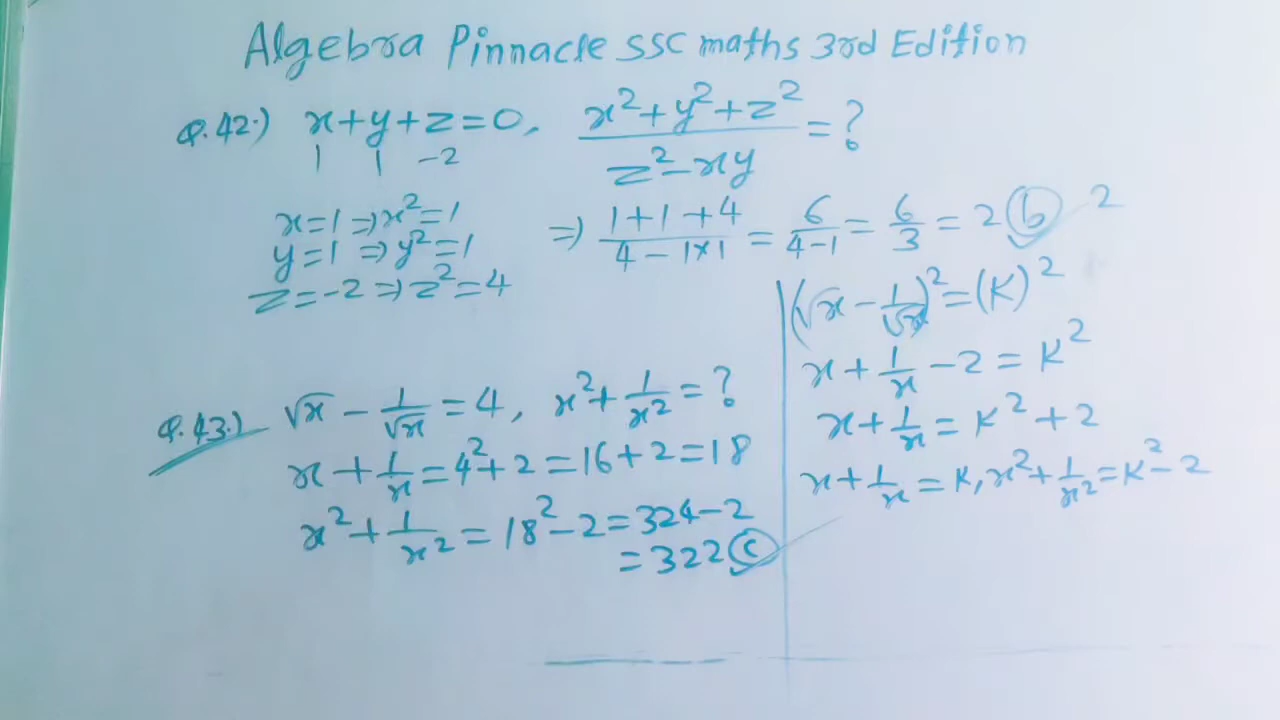 Algebra Pinnacle SSC maths 3rd Edition
Q.42.) x+y+z=0, (x²+y²+z²)/(z²-xy) = ?
1 1 -2
x=1 ⇒ x²=1
y=1 ⇒ y²=1
z=-2 ⇒ z²=4
⇒ (1+1+4)/(4-1×1) = 6/(4-1) = 6/3 = 2 (b) 2
Q.43.) √x - 1/√x = 4, x²+1/x² = ?
x + 1/x = 4²+2 = 16+2 = 18
x² + 1/x² = 18²-2 = 324-2
= 322 (c)
(√x - 1/√x)² = (K)²
x + 1/x - 2 = K²
x + 1/x = K² + 2
x + 1/x = K, x² + 1/x² = K² - 2